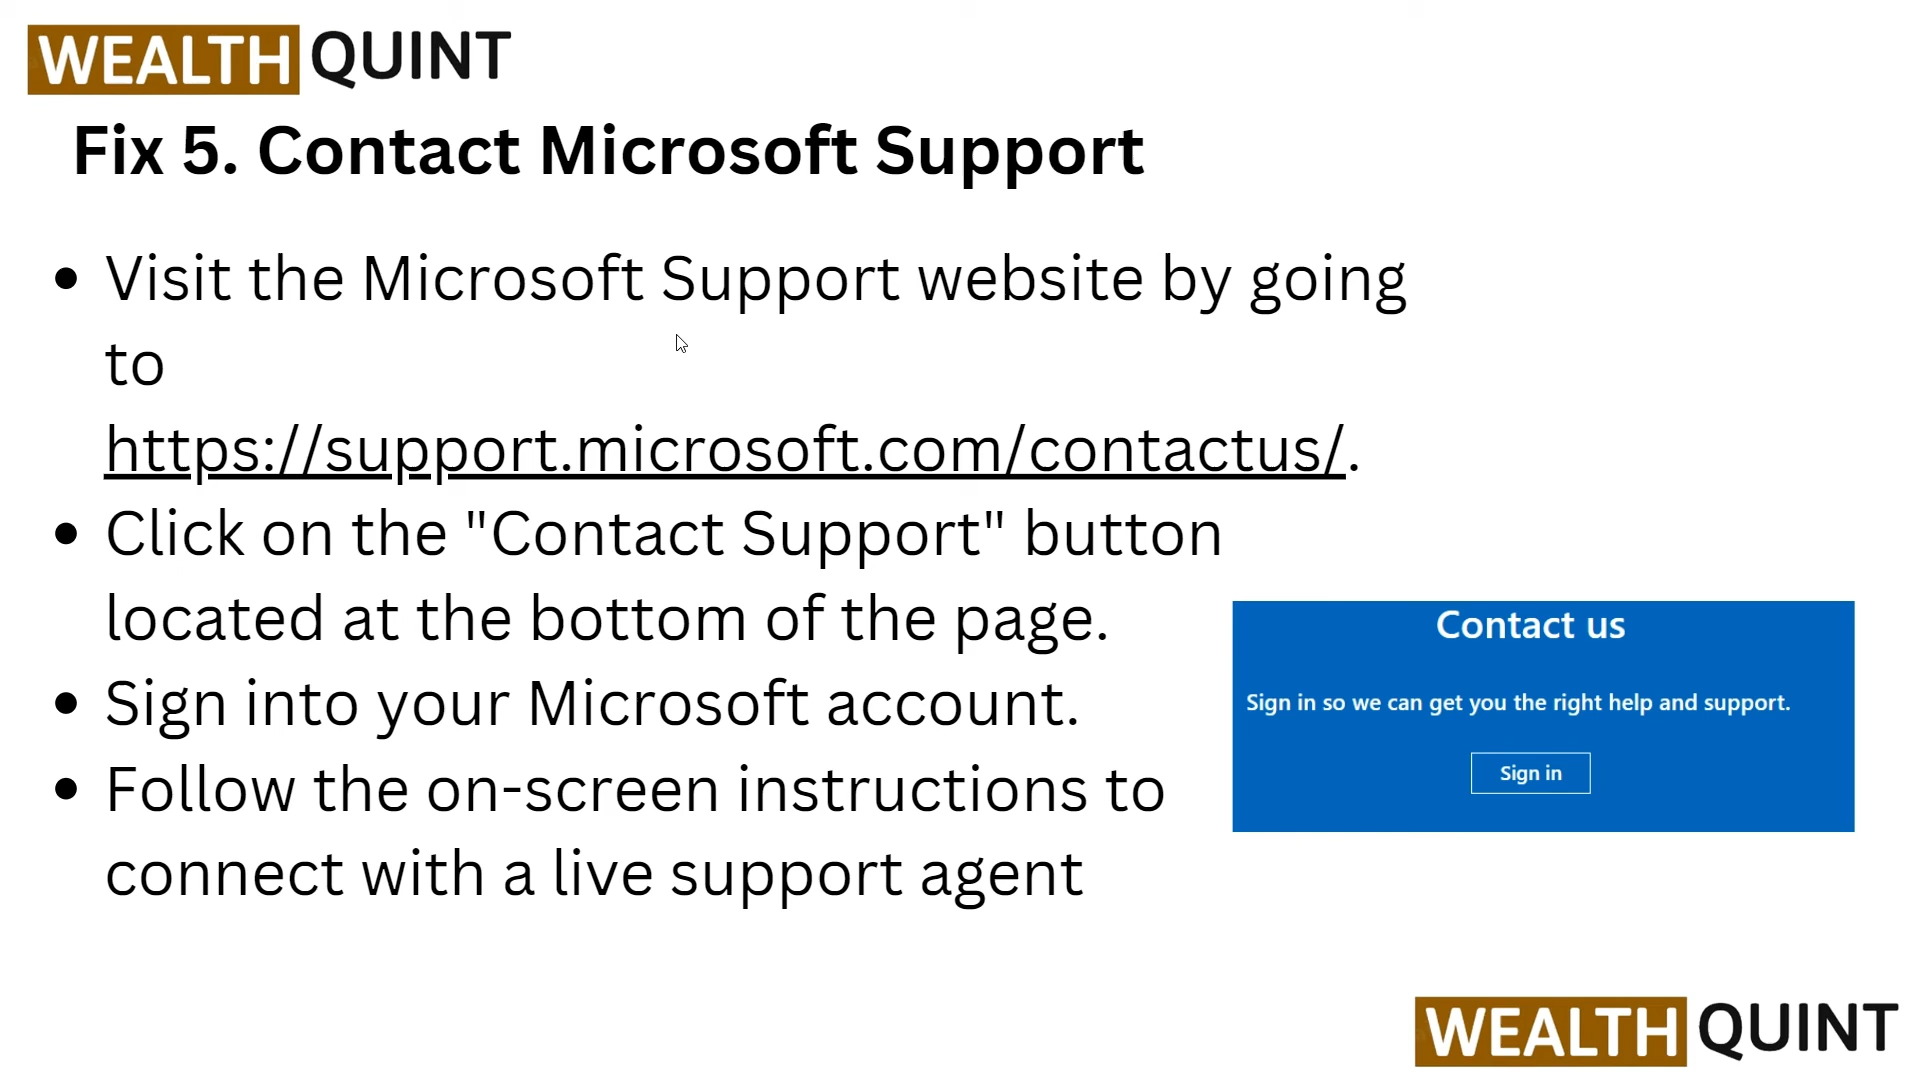 WEALTH QUINT
Fix 5. Contact Microsoft Support
• Visit the Microsoft Support website by going
to
https://support.microsoft.com/contactus/.
• Click on the "Contact Support" button
located at the bottom of the page.
• Sign into your Microsoft account.
• Follow the on-screen instructions to
connect with a live support agent
Contact us
Sign in so we can get you the right help and support.
Sign in
WEALTH QUINT